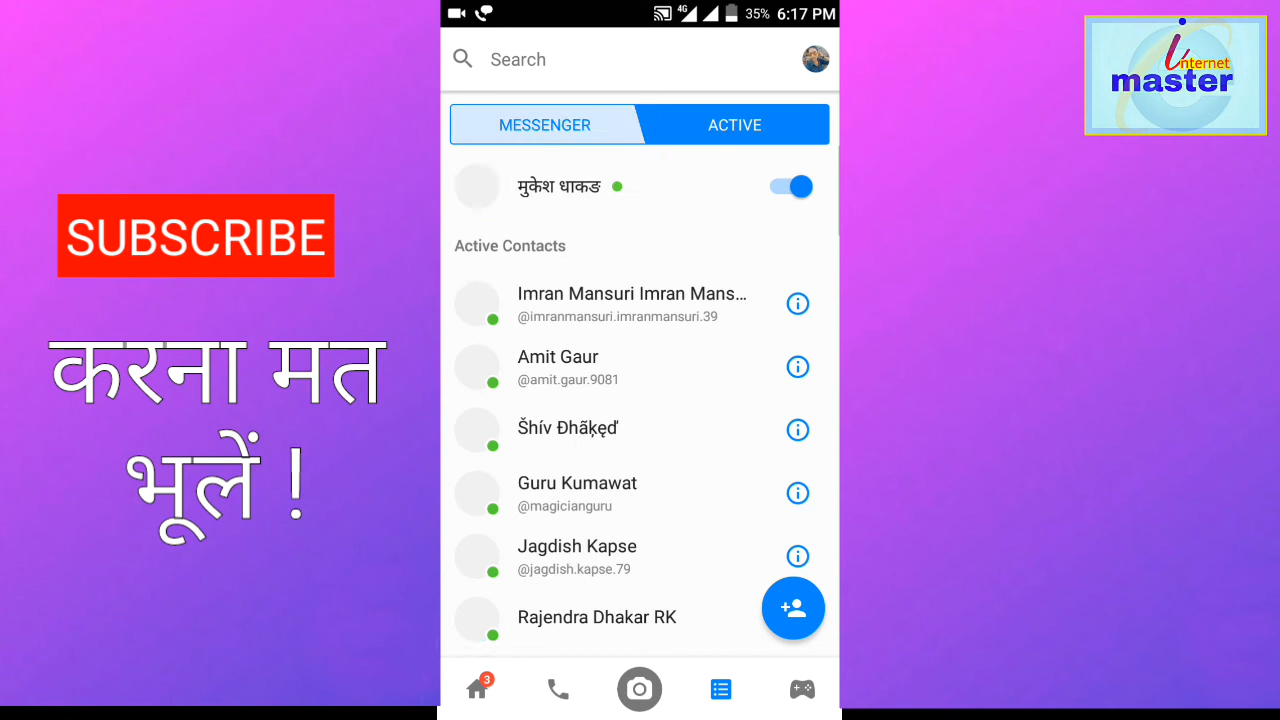 4G 35% 6:17 PM
Search
MESSENGER ACTIVE
मुकेश धाकड
Active Contacts
Imran Mansuri Imran Mans...
@imranmansuri.imranmansuri.39
Amit Gaur
@amit.gaur.9081
Šhív Đhãķęď
Guru Kumawat
@magicianguru
Jagdish Kapse
@jagdish.kapse.79
Rajendra Dhakar RK
3
SUBSCRIBE
करना मत
भूलें !
internet
master